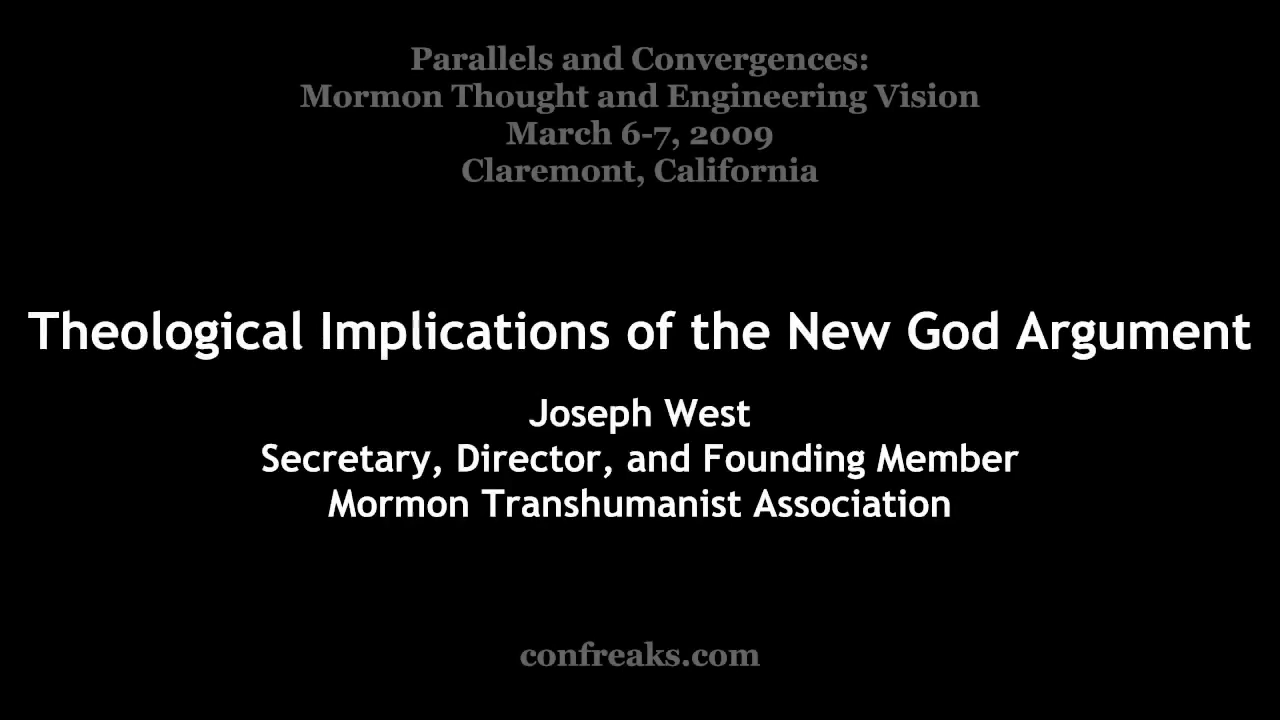 Parallels and Convergences:
Mormon Thought and Engineering Vision
March 6-7, 2009
Claremont, California
Theological Implications of the New God Argument
Joseph West
Secretary, Director, and Founding Member
Mormon Transhumanist Association
confreaks.com